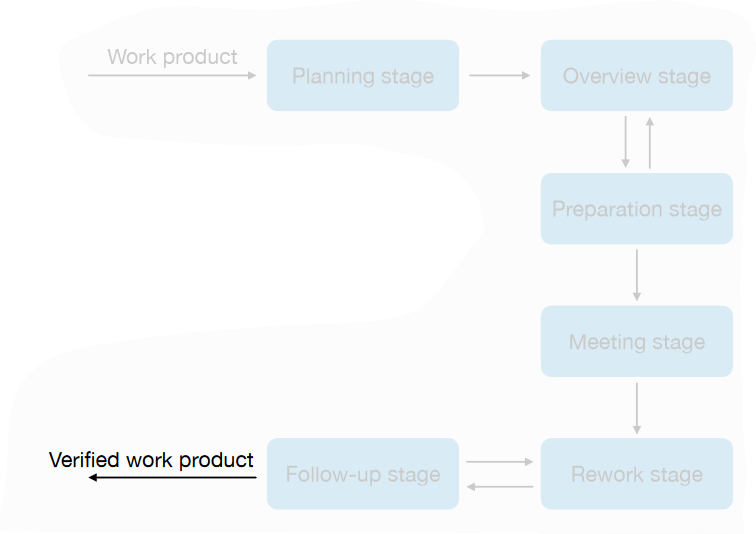 Work product
Planning stage
Overview stage
Preparation stage
Meeting stage
Verified work product
Follow-up stage
Rework stage